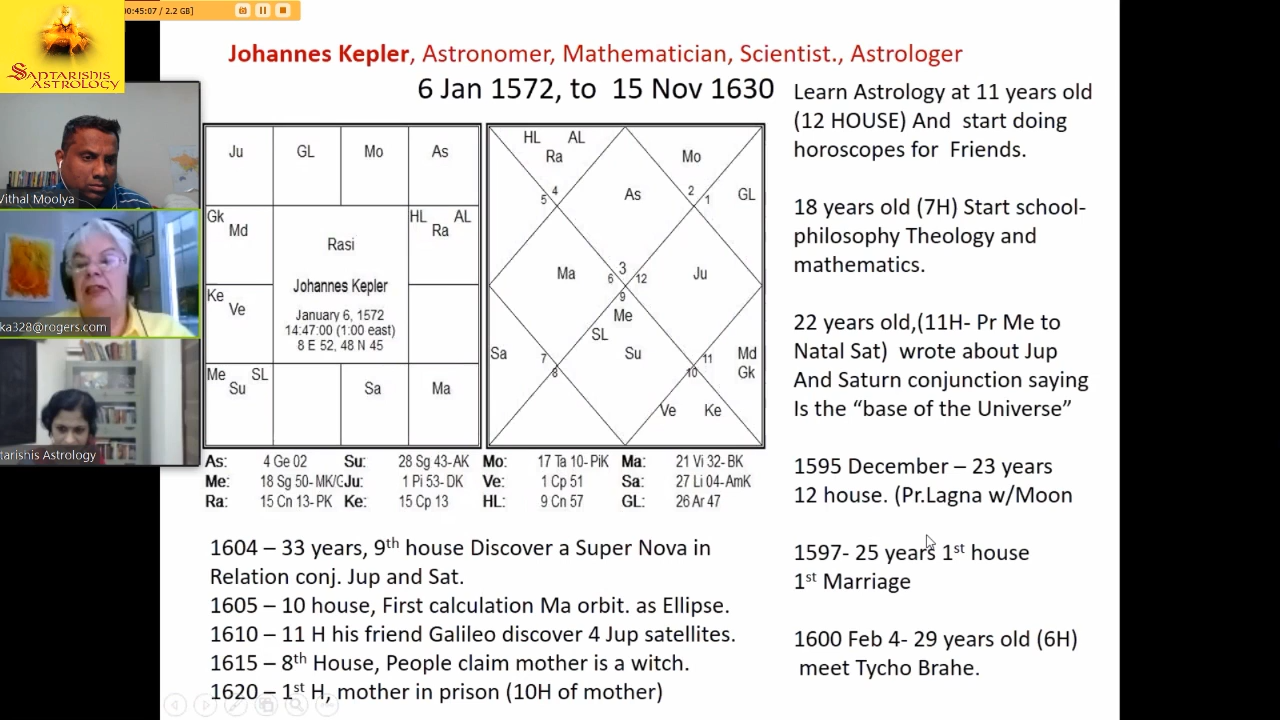 00:45:07 / 2.2 GB]
SAPTARISHIS
ASTROLOGY
Johannes Kepler, Astronomer, Mathematician, Scientist., Astrologer
6 Jan 1572, to 15 Nov 1630
Vithal Moolya
ka328@rogers.com
tarishis Astrology
Ju GL Mo As
Gk Md
HL AL
Ra
Ke Ve
Rasi
Johannes Kepler
January 6, 1572
14:47:00 (1:00 east)
8 E 52, 48 N 45
Me SL
Su
Sa Ma
HL AL
Ra
Mo
As
GL
4
5
2
1
Ma
3
6
12
9
Ju
Me
SL
Su
Sa
7
8
11
10
Md
Gk
Ve Ke
As: 4 Ge 02 Su: 28 Sg 43-AK Mo: 17 Ta 10- PiK Ma: 21 Vi 32- BK
Me: 18 Sg 50- MK/GJu: 1 Pi 53- DK Ve: 1 Cp 51 Sa: 27 Li 04-AmK
Ra: 15 Cn 13- PK Ke: 15 Cp 13 HL: 9 Cn 57 GL: 26 Ar 47
1604 – 33 years, 9th house Discover a Super Nova in
Relation conj. Jup and Sat.
1605 – 10 house, First calculation Ma orbit. as Ellipse.
1610 – 11 H his friend Galileo discover 4 Jup satellites.
1615 – 8th House, People claim mother is a witch.
1620 – 1st H, mother in prison (10H of mother)
Learn Astrology at 11 years old
(12 HOUSE) And start doing
horoscopes for Friends.
18 years old (7H) Start school-
philosophy Theology and
mathematics.
22 years old,(11H- Pr Me to
Natal Sat) wrote about Jup
And Saturn conjunction saying
Is the “base of the Universe”
1595 December – 23 years
12 house. (Pr.Lagna w/Moon
1597- 25 years 1st house
1st Marriage
1600 Feb 4- 29 years old (6H)
meet Tycho Brahe.